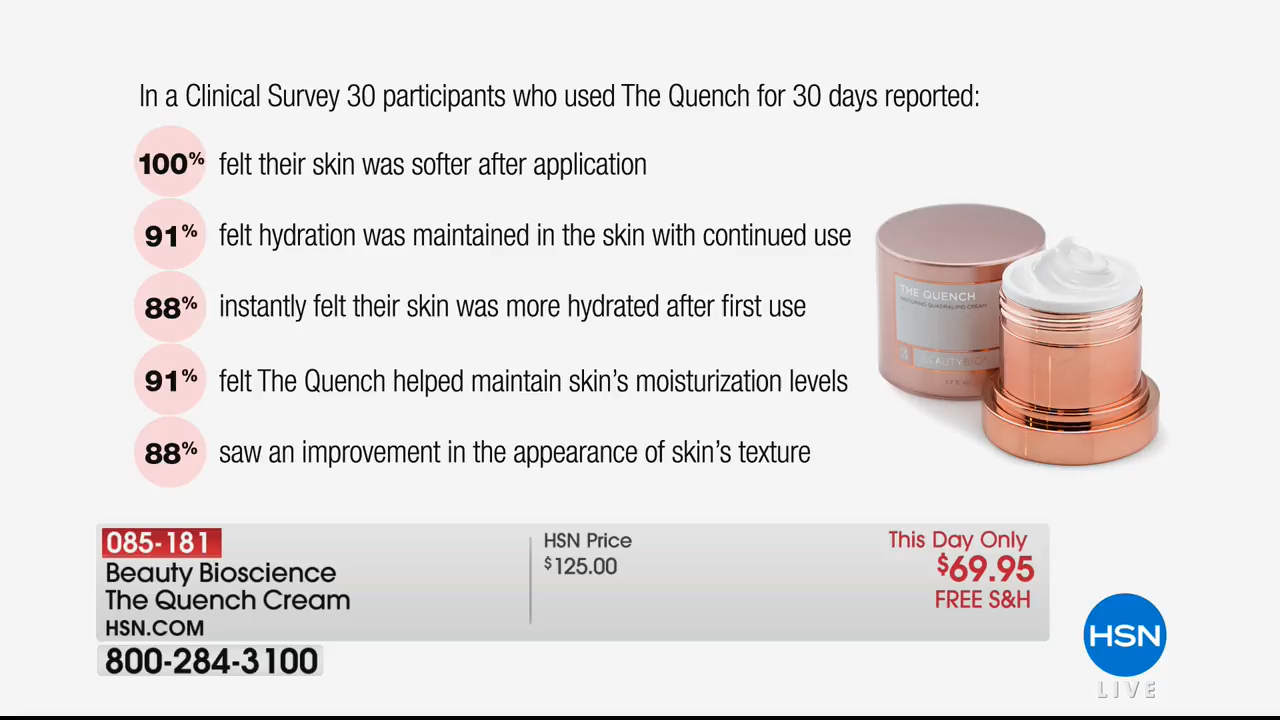 In a Clinical Survey 30 participants who used The Quench for 30 days reported:
100% felt their skin was softer after application
91% felt hydration was maintained in the skin with continued use
88% instantly felt their skin was more hydrated after first use
91% felt The Quench helped maintain skin's moisturization levels
88% saw an improvement in the appearance of skin's texture
THE QUENCH
QUADRALIPID CREAM
BEAUTYBIO
085-181
Beauty Bioscience
The Quench Cream
HSN.COM
800-284-3100
HSN Price
$125.00
This Day Only
$69.95
FREE S&H
HSN
LIVE